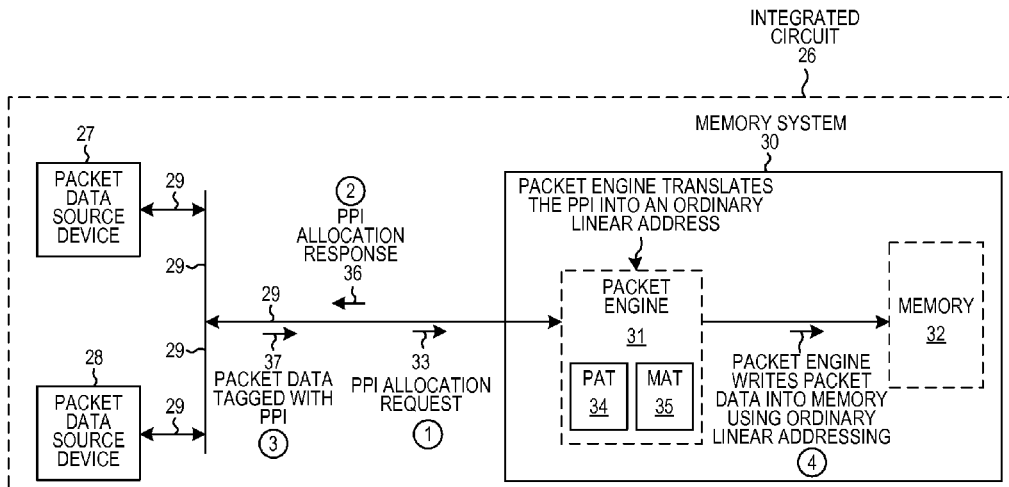 INTEGRATED
CIRCUIT
26
MEMORY SYSTEM
30
27
PACKET
DATA
SOURCE
DEVICE
29
29
2
PPI
ALLOCATION
RESPONSE
36
29
PACKET ENGINE TRANSLATES
THE PPI INTO AN ORDINARY
LINEAR ADDRESS
PACKET
ENGINE
31
PAT
34
MAT
35
MEMORY
32
29
28
PACKET
DATA
SOURCE
DEVICE
29
37
PACKET DATA
TAGGED WITH
PPI
3
33
PPI ALLOCATION
REQUEST
1
PACKET ENGINE
WRITES PACKET
DATA INTO MEMORY
USING ORDINARY
LINEAR ADDRESSING
4